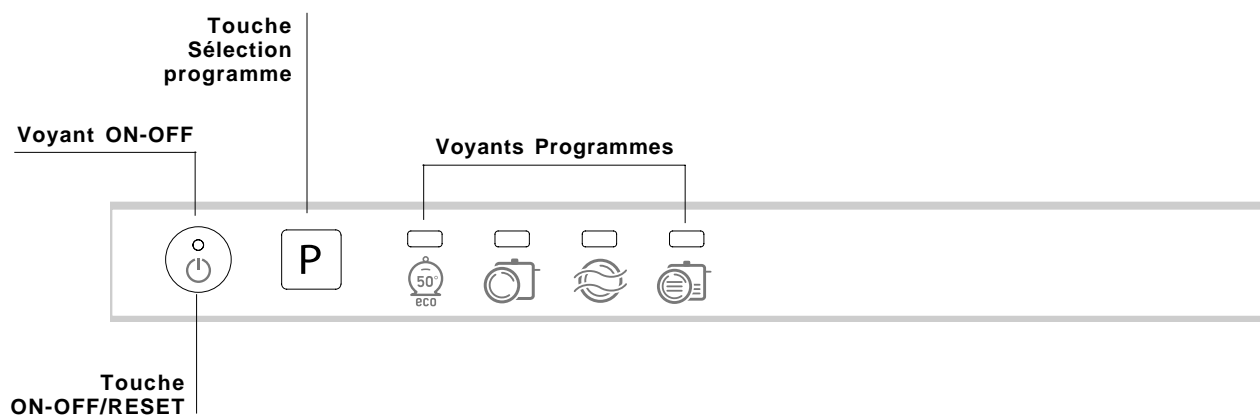 Touche
Sélection
programme
Voyant ON-OFF
Voyants Programmes
P
50°
eco
Touche
ON-OFF/RESET